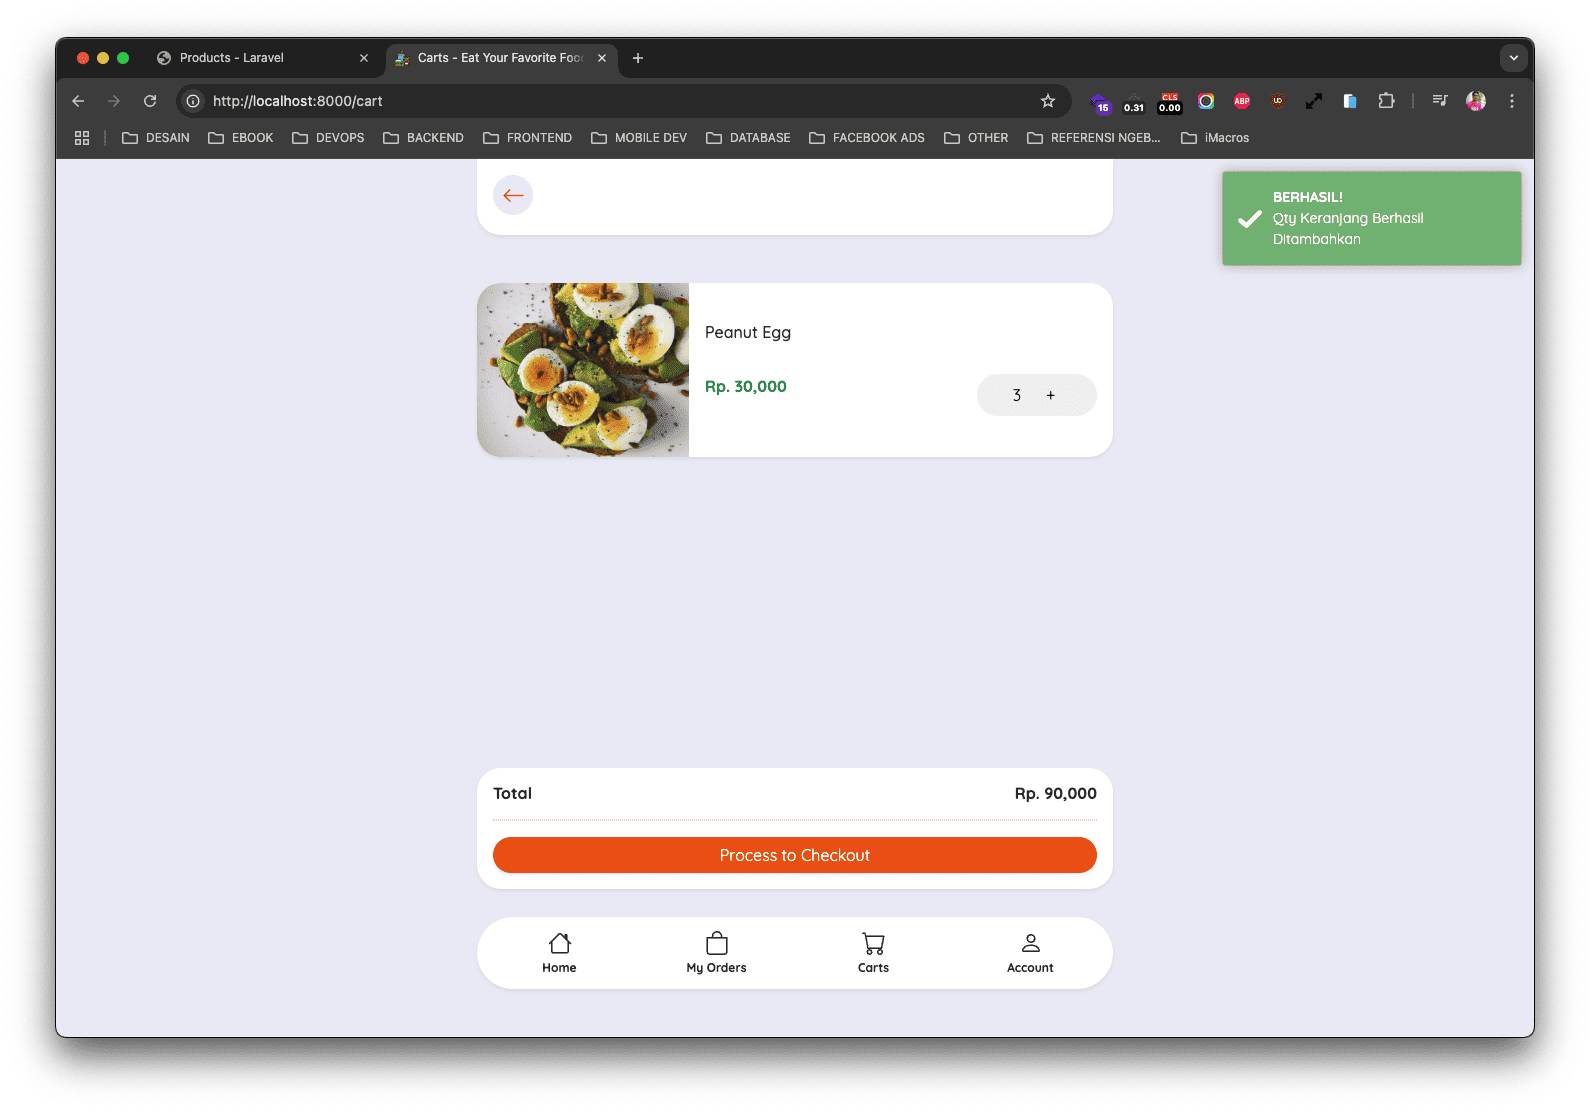 Products - Laravel
Carts - Eat Your Favorite Foo
http://localhost:8000/cart
15
0.31
CLS
0.00
ABP
DESAIN
EBOOK
DEVOPS
BACKEND
FRONTEND
MOBILE DEV
DATABASE
FACEBOOK ADS
OTHER
REFERENSI NGEB...
iMacros
BERHASIL!
Qty Keranjang Berhasil
Ditambahkan
Peanut Egg
Rp. 30,000
3 +
Total
Rp. 90,000
Process to Checkout
Home
My Orders
Carts
Account